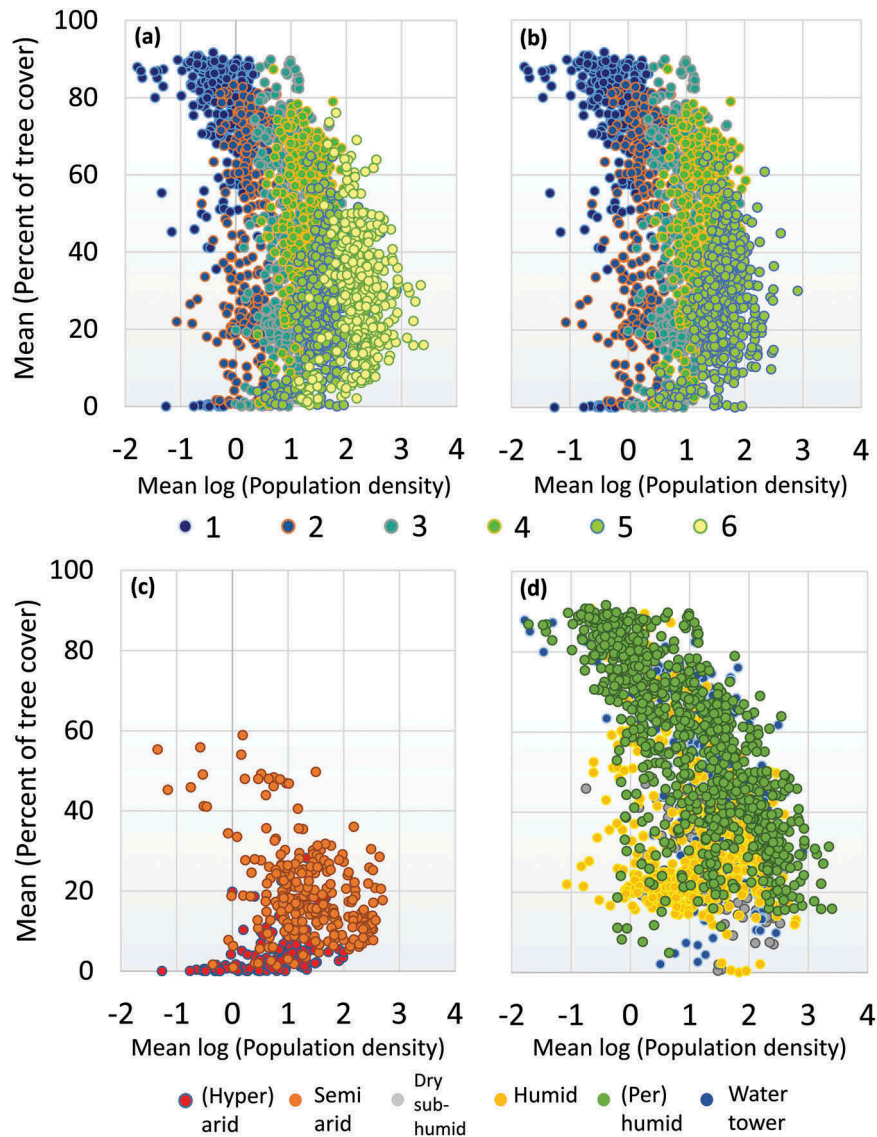 (a)
(b)
Mean (Percent of tree cover)
100
80
60
40
20
0
-2 -1 0 1 2 3 4
-2 -1 0 1 2 3 4
Mean log (Population density)
Mean log (Population density)
1 2 3 4 5 6
(c)
(d)
Mean (Percent of tree cover)
100
80
60
40
20
0
-2 -1 0 1 2 3 4
-2 -1 0 1 2 3 4
Mean log (Population density)
Mean log (Population density)
(Hyper)
arid
Semi
arid
Dry
sub-
humid
Humid
(Per)
humid
Water
tower